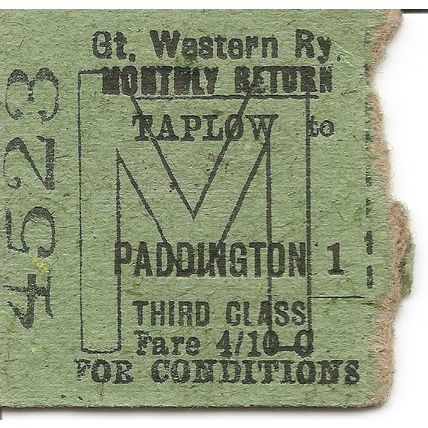 Gt. Western Ry.
MONTHLY RETURN
TAPLOW to
PADDINGTON 1
THIRD CLASS
Fare 4/10 C
FOR CONDITIONS
4523
M